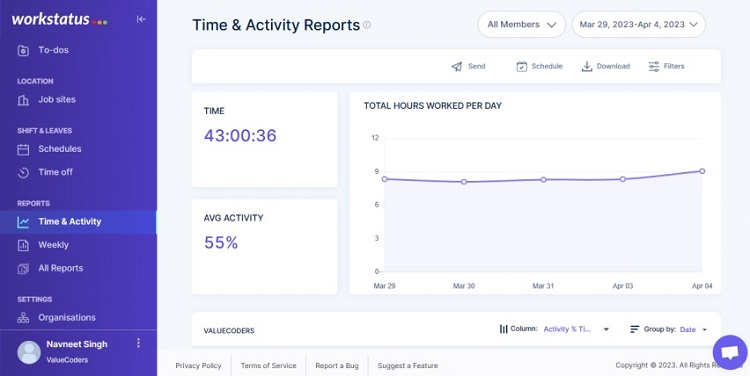 workstatus
To-dos
LOCATION
Job sites
SHIFT & LEAVES
Schedules
Time off
REPORTS
Time & Activity
Weekly
All Reports
SETTINGS
Organisations
Navneet Singh
ValueCoders
Time & Activity Reports
All Members
Mar 29, 2023-Apr 4, 2023
Send
Schedule
Download
Filters
TIME
43:00:36
AVG ACTIVITY
55%
TOTAL HOURS WORKED PER DAY
12
9
6
3
0
Mar 29 Mar 30 Mar 31 Apr 03 Apr 04
VALUECODERS
Column: Activity % Ti...
Group by: Date
Privacy Policy
Terms of Service
Report a Bug
Suggest a Feature
Copyright © 2023. All Rights